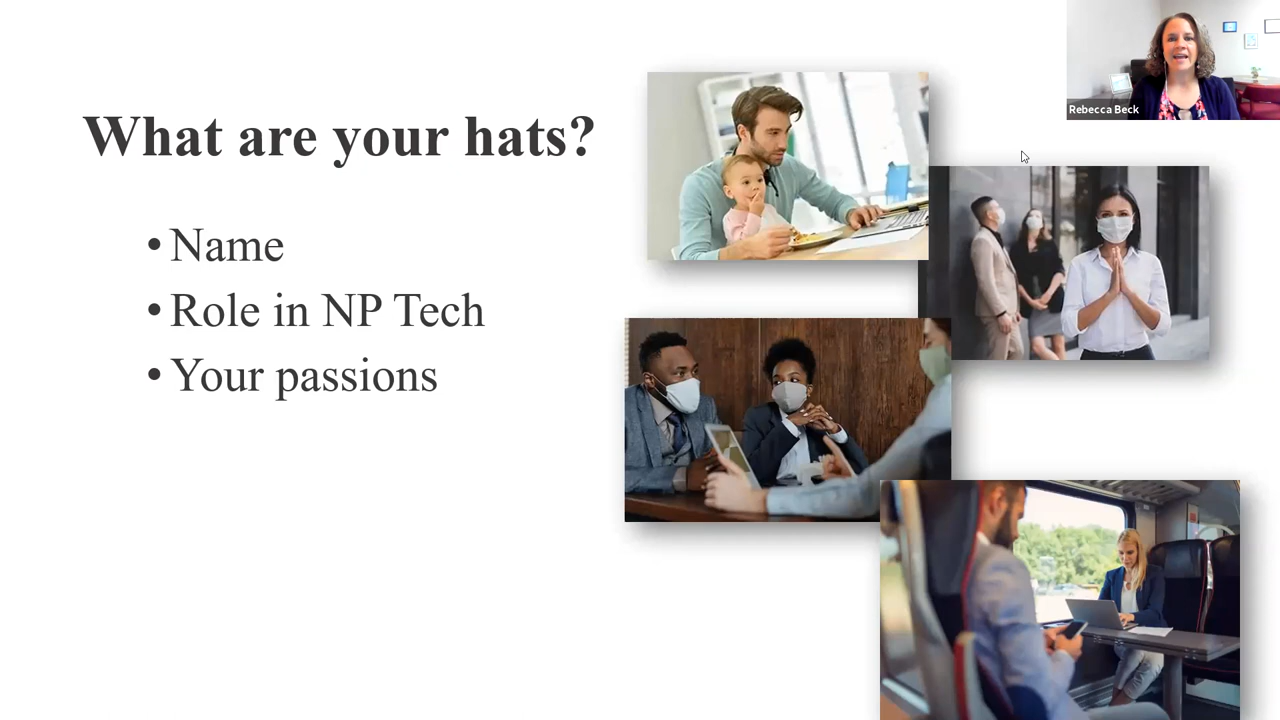 What are your hats?
• Name
• Role in NP Tech
• Your passions
Rebecca Beck